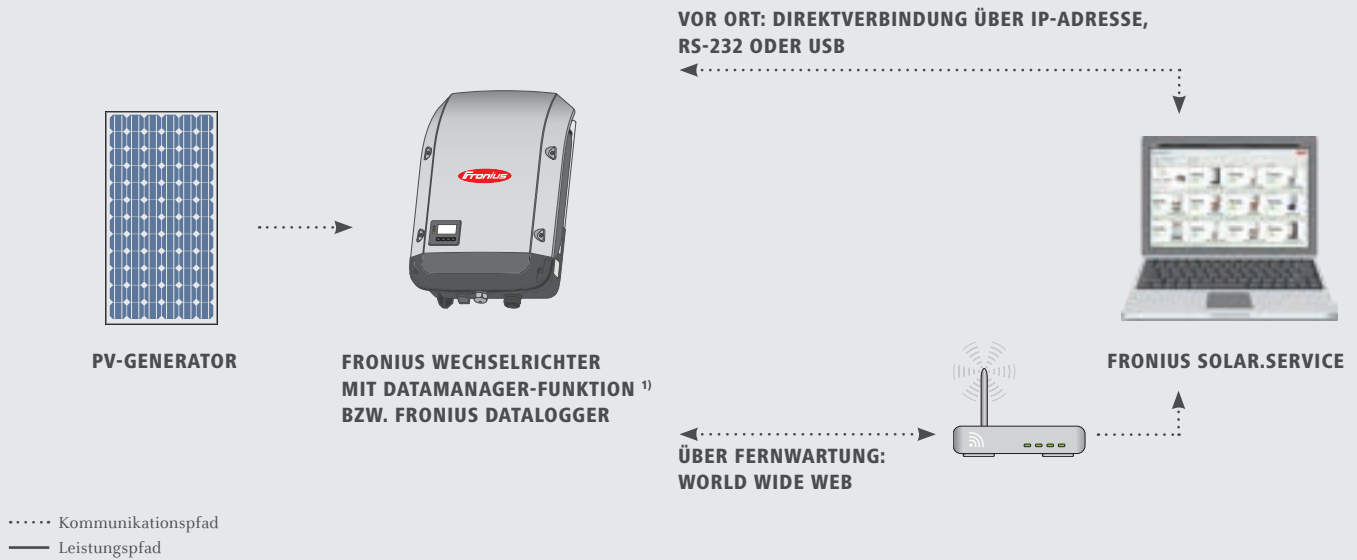 VOR ORT: DIREKTVERBINDUNG ÜBER IP-ADRESSE,
RS-232 ODER USB
Fronius
PV-GENERATOR
FRONIUS WECHSELRICHTER
MIT DATAMANAGER-FUNKTION ¹⁾
BZW. FRONIUS DATALOGGER
FRONIUS SOLAR.SERVICE
ÜBER FERNWARTUNG:
WORLD WIDE WEB
Kommunikationspfad
Leistungspfad